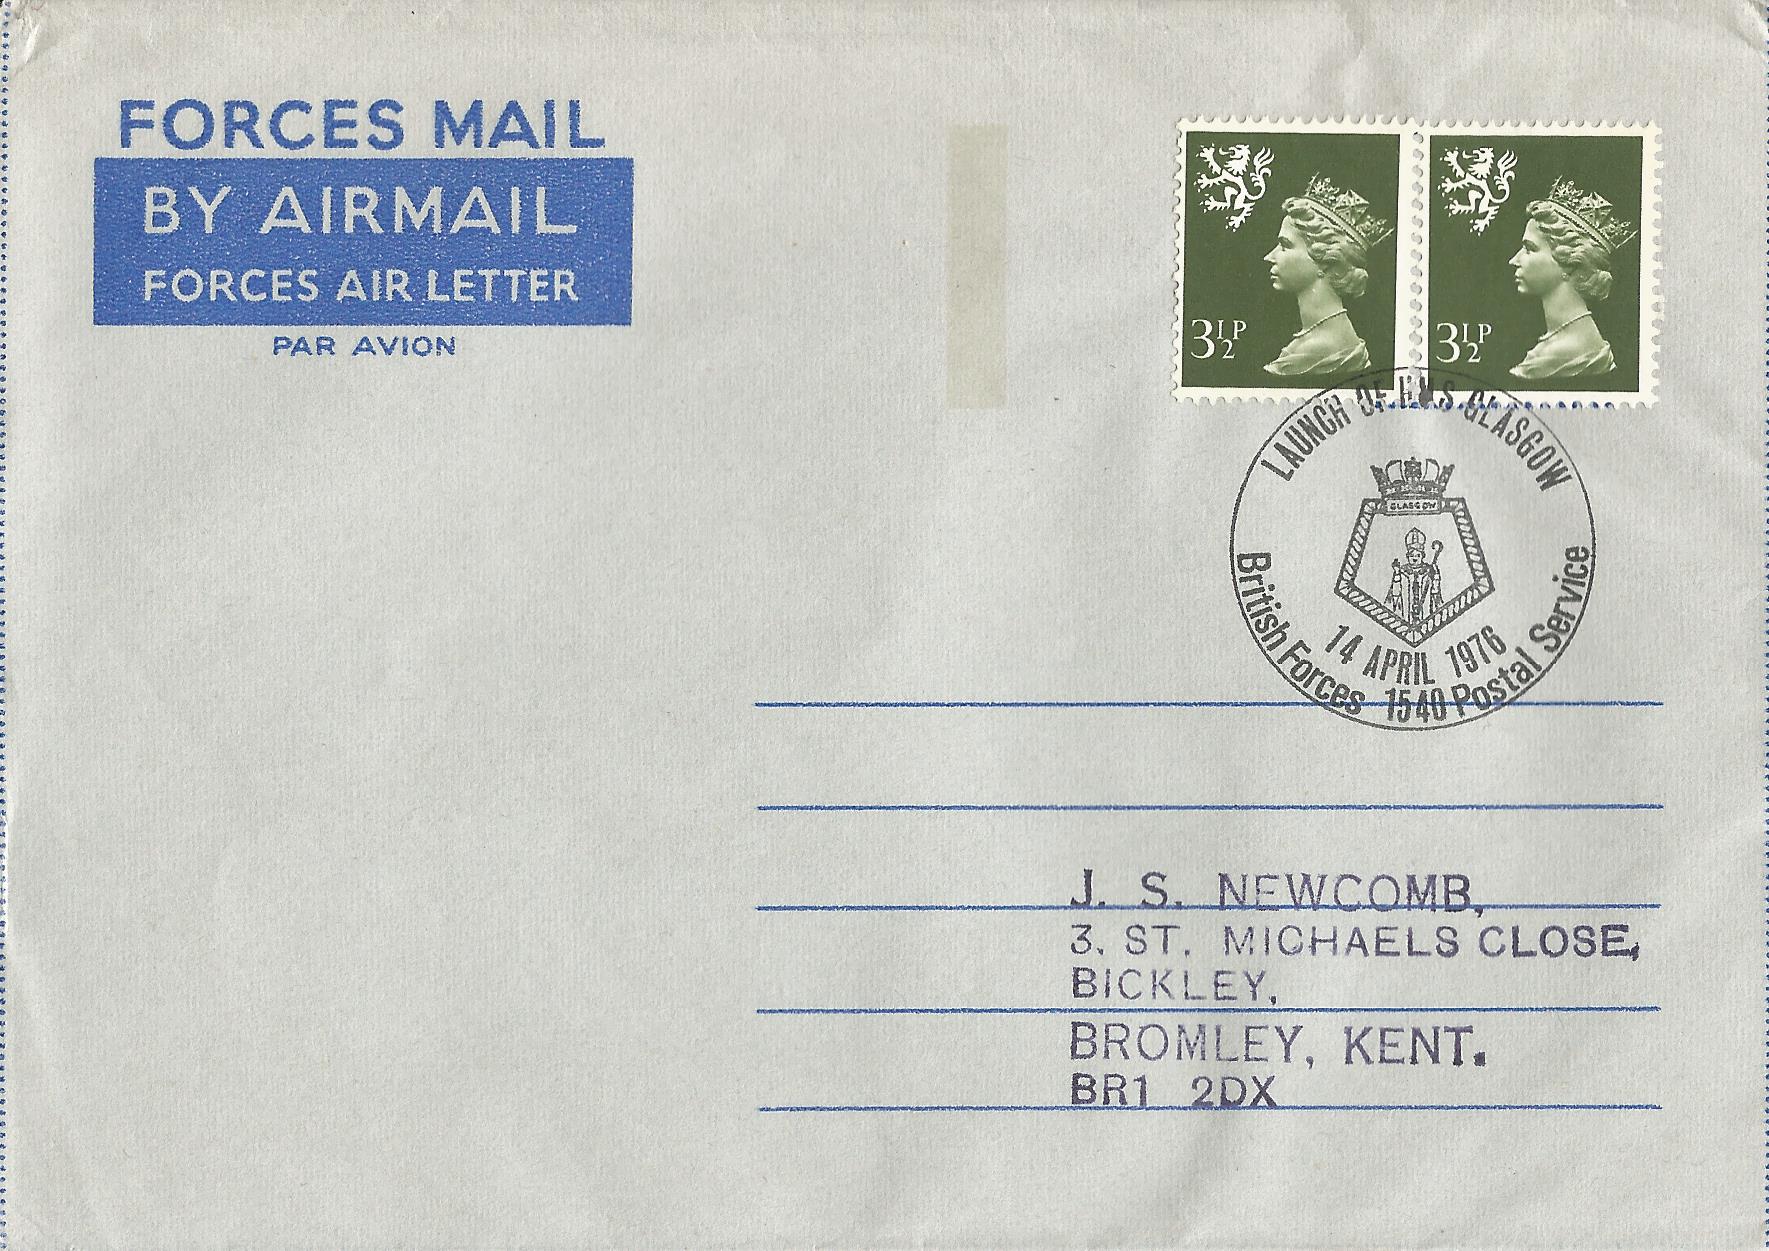 FORCES MAIL
BY AIRMAIL
FORCES AIR LETTER
PAR AVION
3½P
3½P
LAUNCH OF HMS GLASGOW
GLASGOW
14 APRIL 1976
British Forces 1540 Postal Service
J. S. NEWCOMB,
3. ST. MICHAELS CLOSE,
BICKLEY,
BROMLEY, KENT.
BR1 2DX